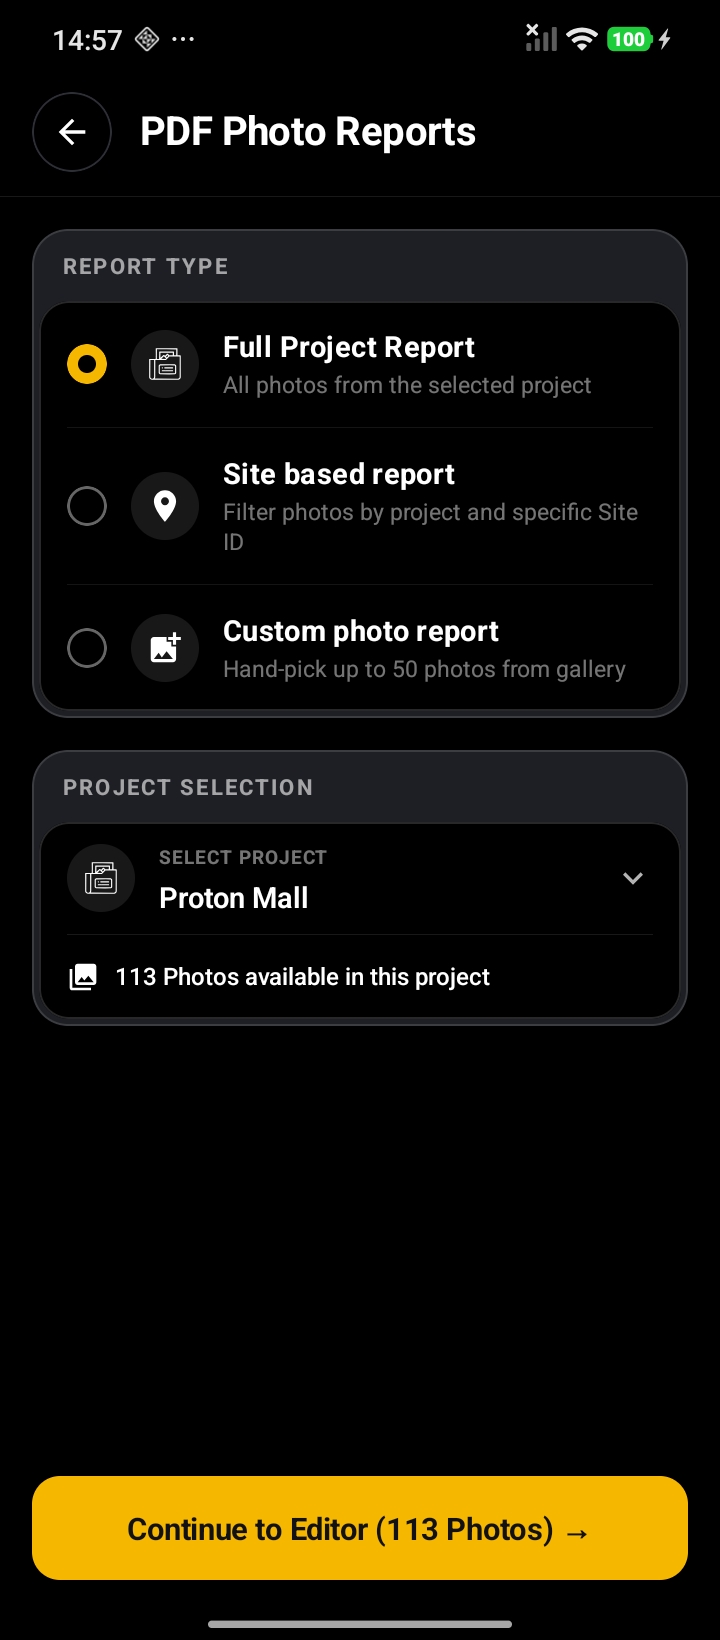 14:57
100
PDF Photo Reports
REPORT TYPE
Full Project Report
All photos from the selected project
Site based report
Filter photos by project and specific Site
ID
Custom photo report
Hand-pick up to 50 photos from gallery
PROJECT SELECTION
SELECT PROJECT
Proton Mall
113 Photos available in this project
Continue to Editor (113 Photos) →